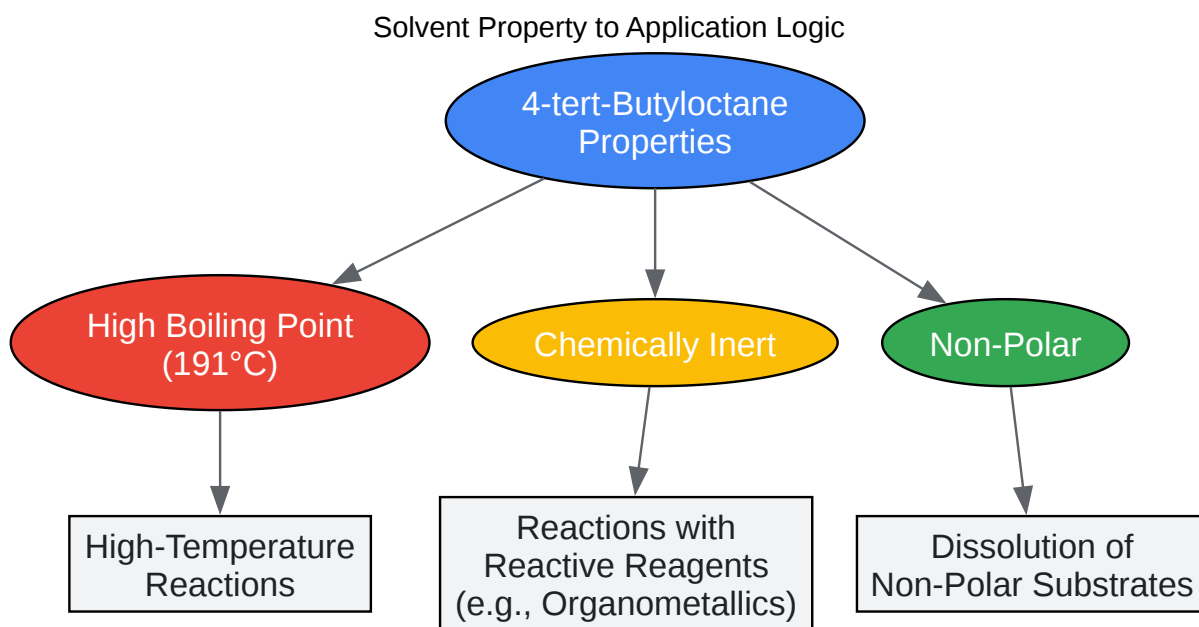 Solvent Property to Application Logic
4-tert-Butyloctane
Properties
High Boiling Point
(191°C)
Chemically Inert
Non-Polar
High-Temperature
Reactions
Reactions with
Reactive Reagents
(e.g., Organometallics)
Dissolution of
Non-Polar Substrates